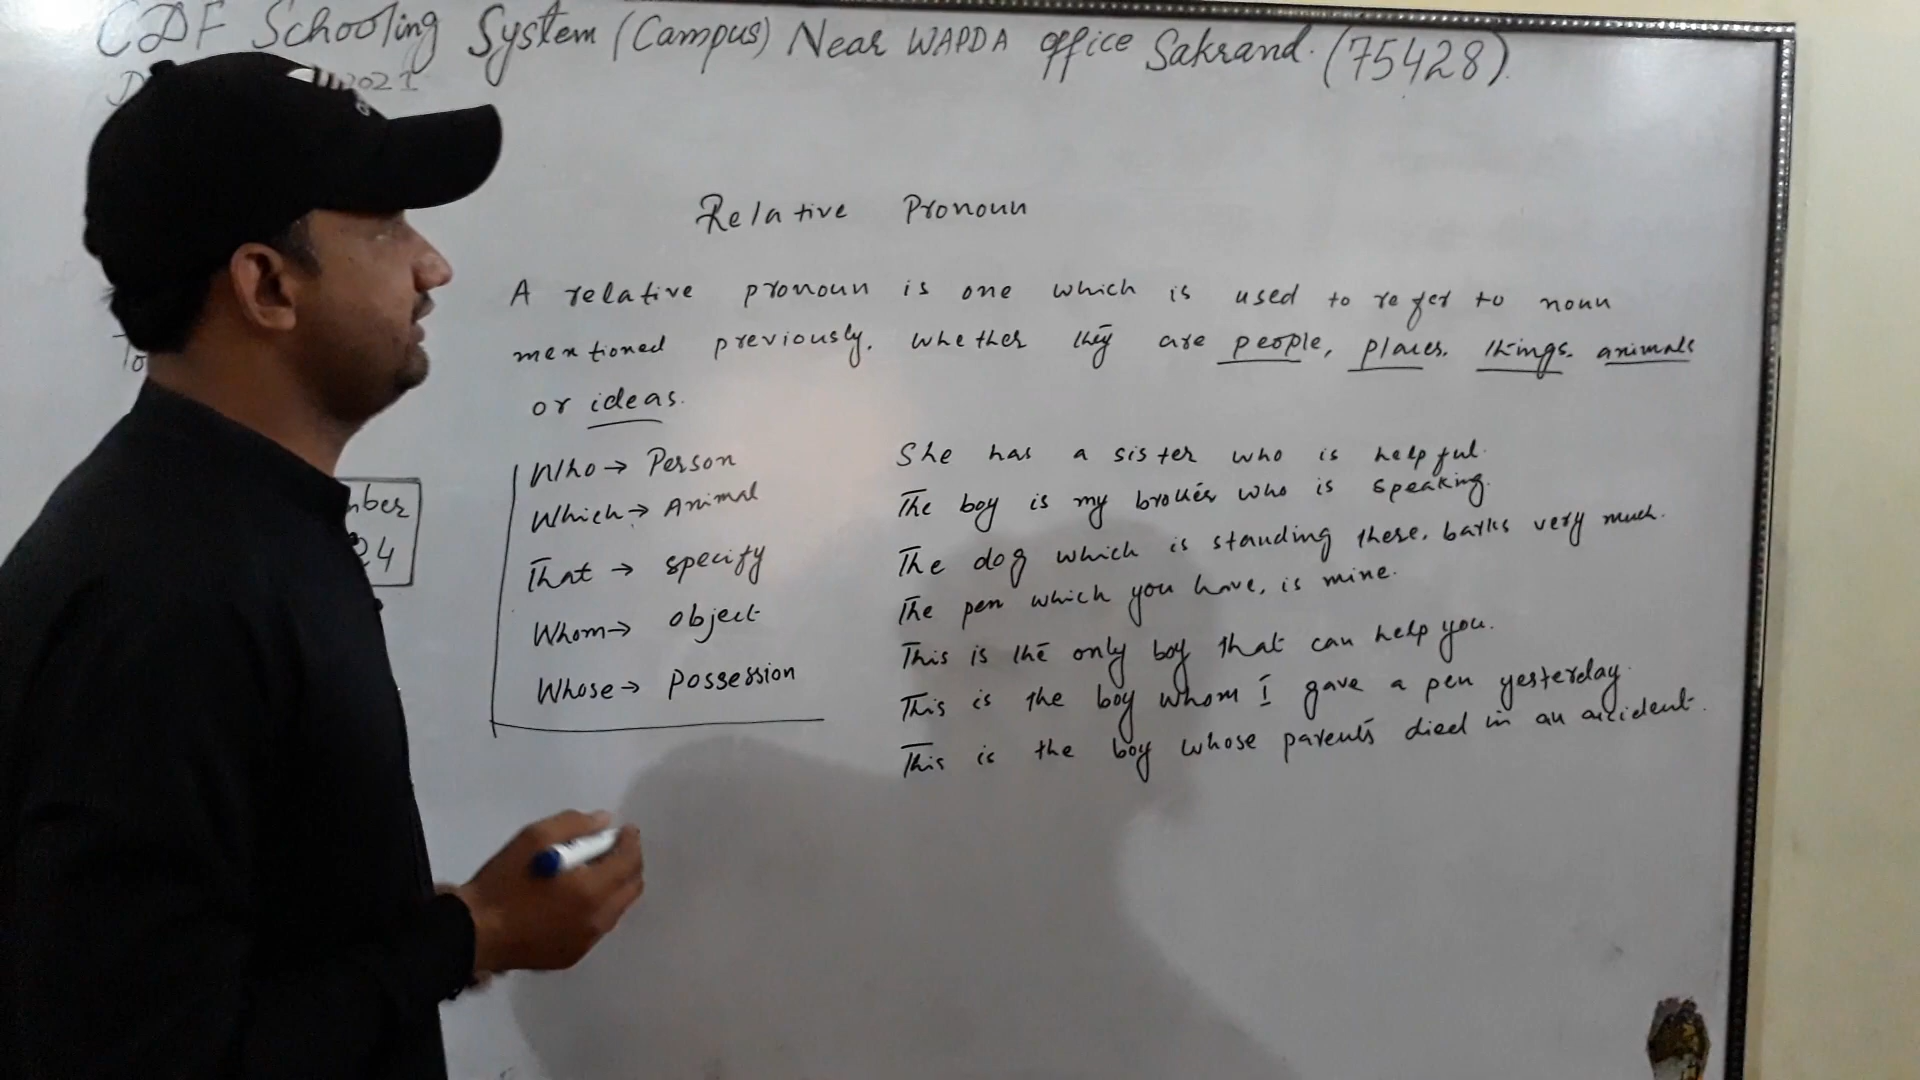 CDF Schooling System (Campus) Near WAPDA office Sakrand. (75428).
2021
Relative Pronoun
A relative pronoun is one which is used to refer to noun
mentioned previously, whether they are people, places, things, animals
or ideas.
Who → Person
Which → Animal
That → specify
Whom → object
Whose → possession
She has a sister who is helpful.
The boy is my brother who is speaking.
The dog which is standing there, barks very much.
The pen which you have, is mine.
This is the only boy that can help you.
This is the boy whom I gave a pen yesterday.
This is the boy whose parents died in an accident.
mber
24